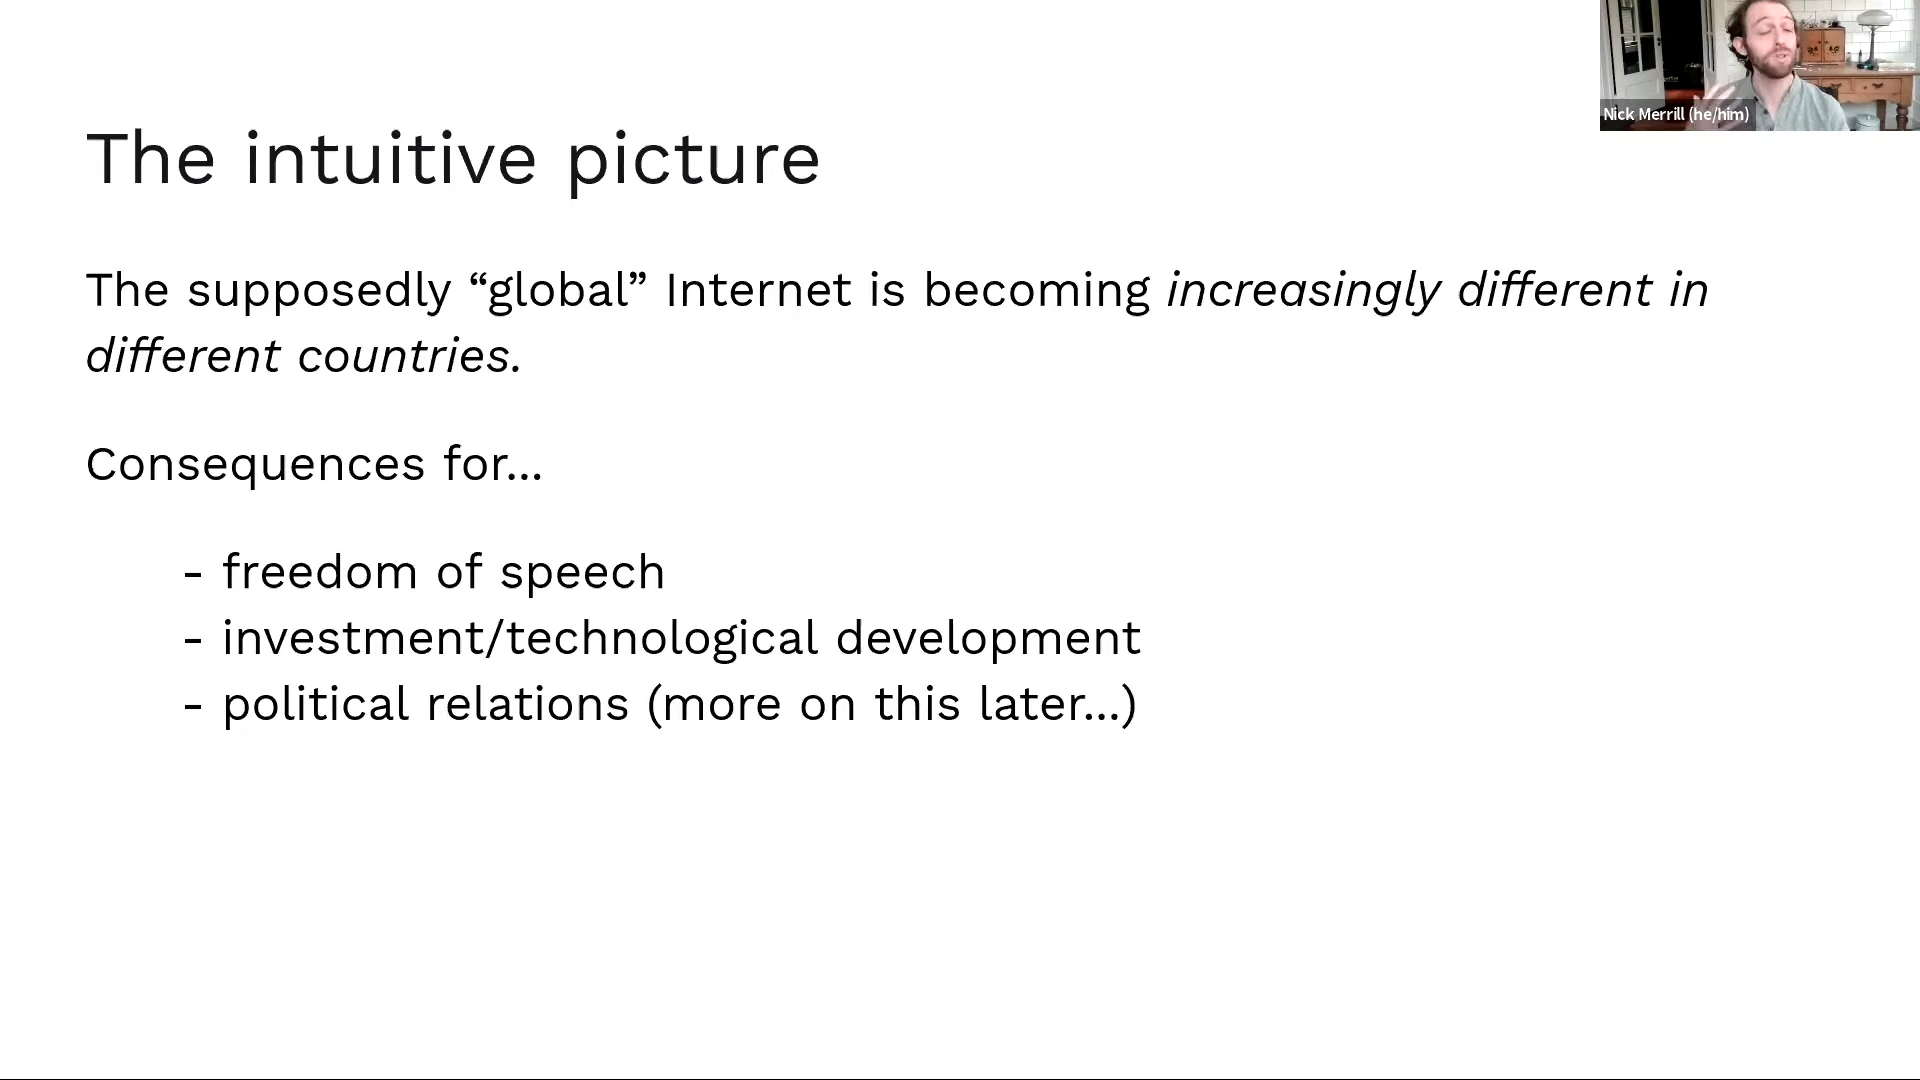 Nick Merrill (he/him)
The intuitive picture
The supposedly “global” Internet is becoming increasingly different in
different countries.
Consequences for...
- freedom of speech
- investment/technological development
- political relations (more on this later...)